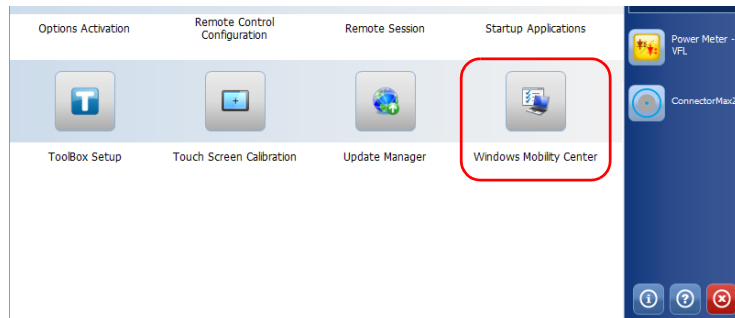 Options Activation
Remote Control
Configuration
Remote Session
Startup Applications
Power Meter -
VFL
ConnectorMax2
T
ToolBox Setup
Touch Screen Calibration
Update Manager
Windows Mobility Center